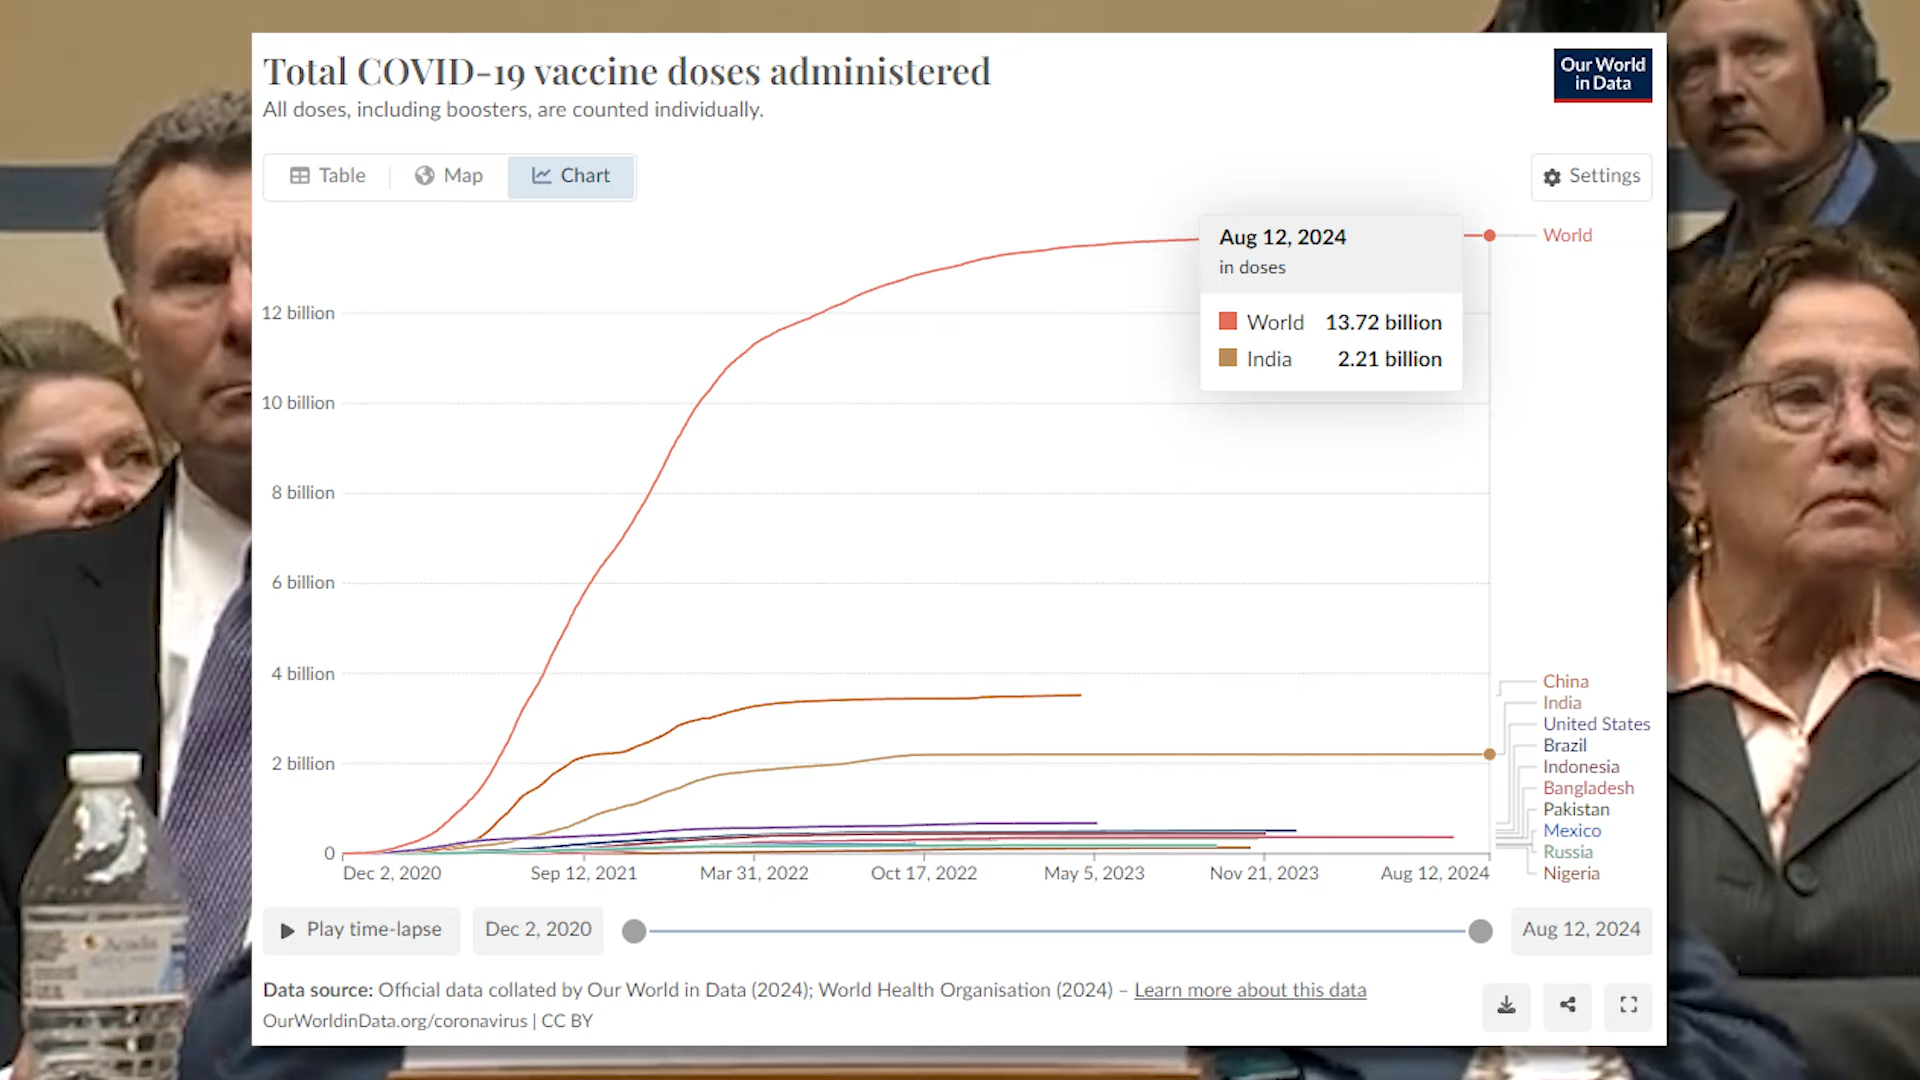 Total COVID-19 vaccine doses administered
All doses, including boosters, are counted individually.
Our World
in Data
Table
Map
Chart
Settings
Aug 12, 2024
in doses
World 13.72 billion
India 2.21 billion
World
12 billion
10 billion
8 billion
6 billion
4 billion
2 billion
0
China
India
United States
Brazil
Indonesia
Bangladesh
Pakistan
Mexico
Russia
Nigeria
Dec 2, 2020
Sep 12, 2021
Mar 31, 2022
Oct 17, 2022
May 5, 2023
Nov 21, 2023
Aug 12, 2024
Play time-lapse
Dec 2, 2020
Aug 12, 2024
Data source: Official data collated by Our World in Data (2024); World Health Organisation (2024) – Learn more about this data
OurWorldinData.org/coronavirus | CC BY